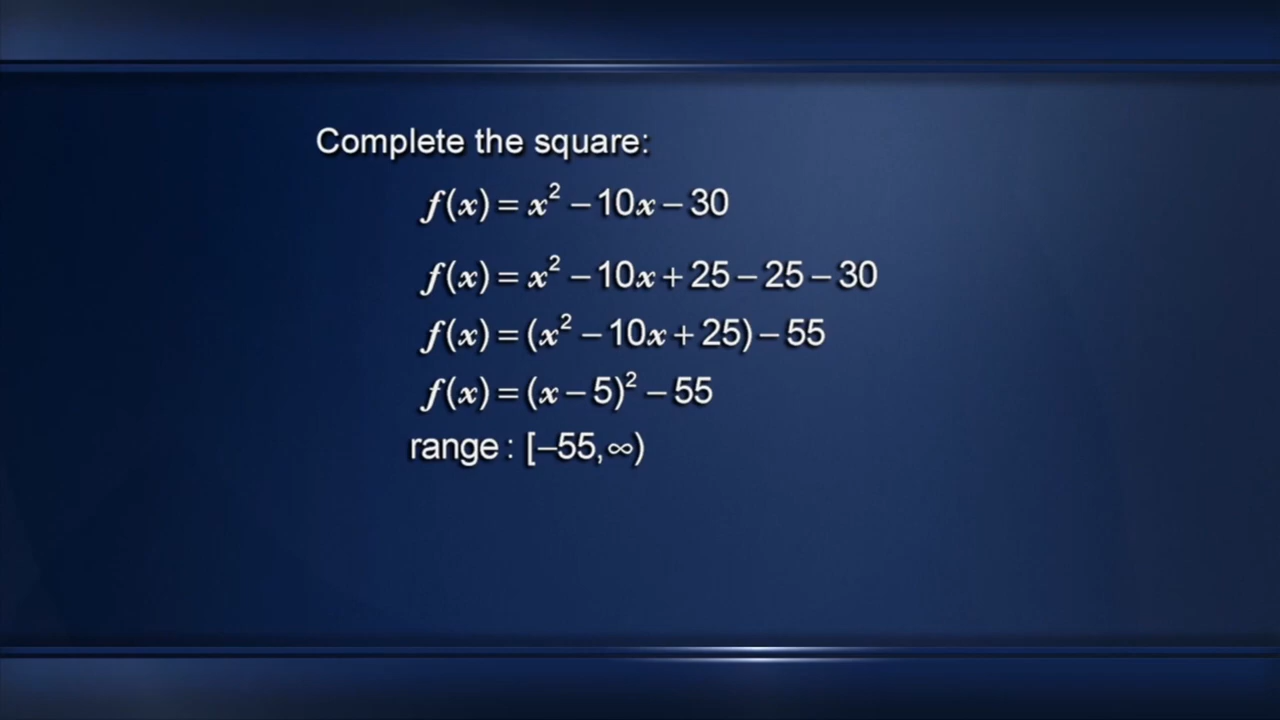 Complete the square:
f(x) = x² − 10x − 30
f(x) = x² − 10x + 25 − 25 − 30
f(x) = (x² − 10x + 25) − 55
f(x) = (x − 5)² − 55
range : [−55, ∞)